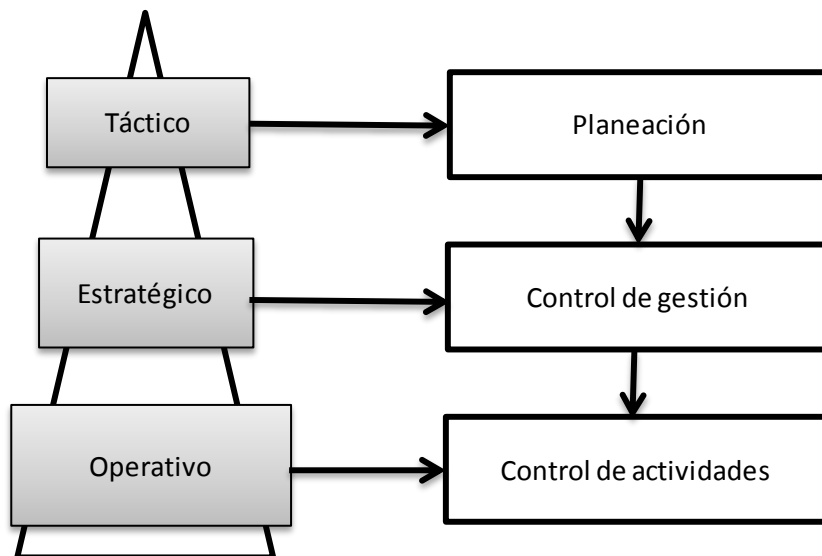 Táctico
Planeación
Estratégico
Control de gestión
Operativo
Control de actividades